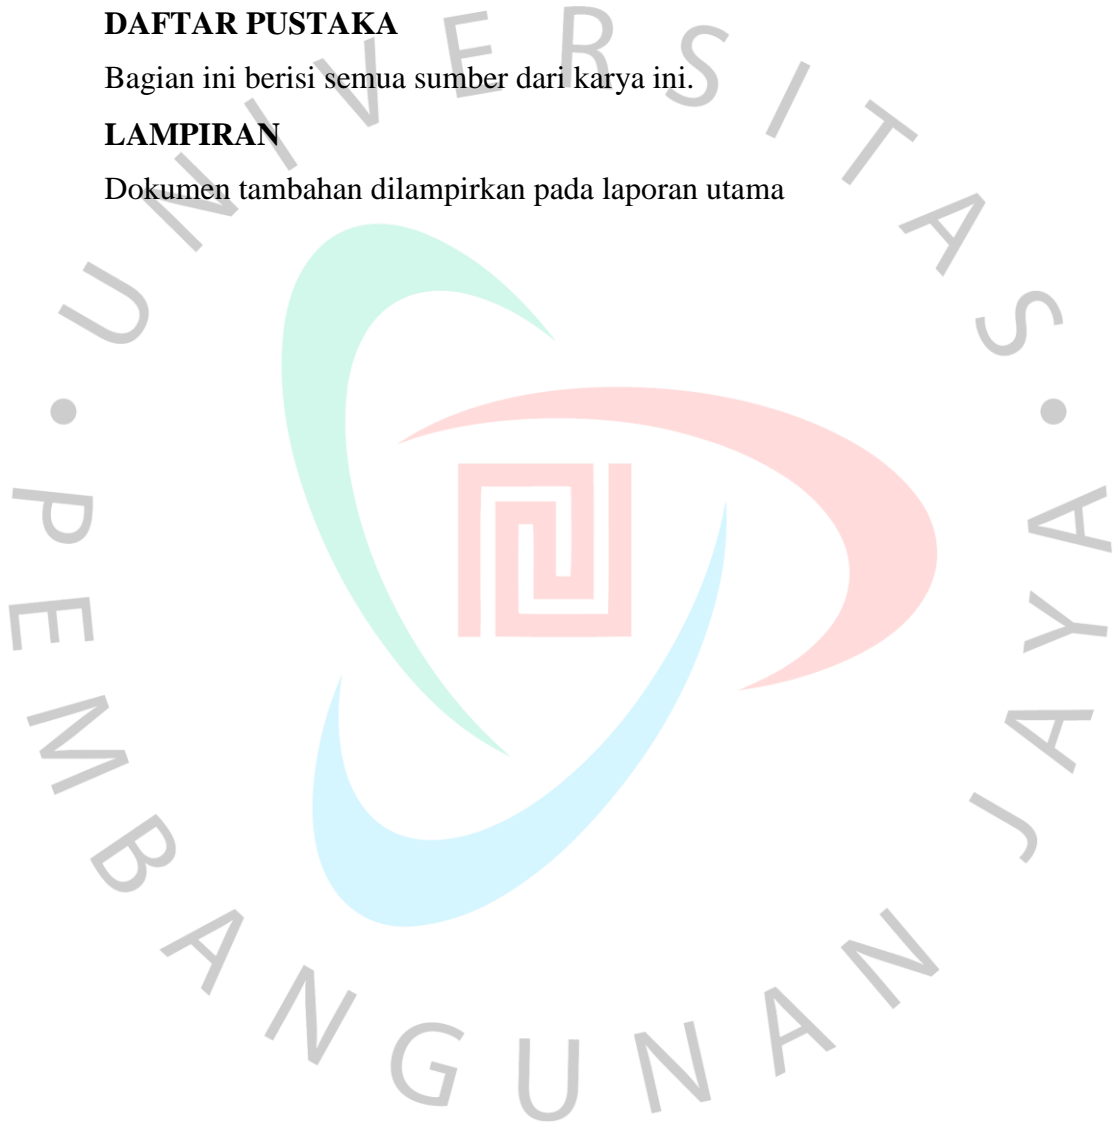 DAFTAR PUSTAKA
Bagian ini berisi semua sumber dari karya ini.
LAMPIRAN
Dokumen tambahan dilampirkan pada laporan utama
UNIVERSITAS
PEMBANGUNAN JAYA